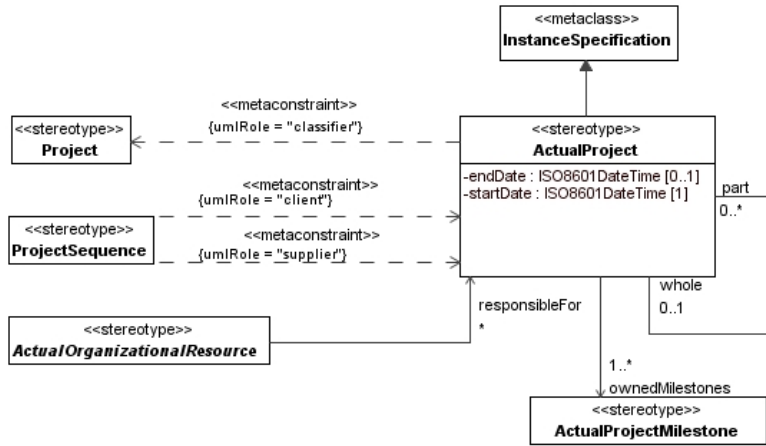 <<metaclass>>
InstanceSpecification
<<metaconstraint>>
{umlRole = "classifier"}
<<stereotype>>
Project
<<stereotype>>
ActualProject
-endDate : ISO8601DateTime [0..1]
-startDate : ISO8601DateTime [1]
part
0..*
<<metaconstraint>>
{umlRole = "client"}
<<stereotype>>
ProjectSequence
<<metaconstraint>>
{umlRole = "supplier"}
whole
0..1
responsibleFor
*
<<stereotype>>
ActualOrganizationalResource
1..*
ownedMilestones
<<stereotype>>
ActualProjectMilestone